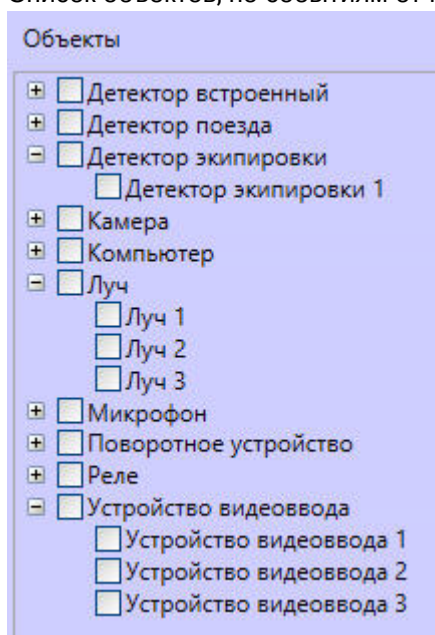 Объекты
Детектор встроенный
Детектор поезда
Детектор экипировки
Детектор экипировки 1
Камера
Компьютер
Луч
Луч 1
Луч 2
Луч 3
Микрофон
Поворотное устройство
Реле
Устройство видеоввода
Устройство видеоввода 1
Устройство видеоввода 2
Устройство видеоввода 3